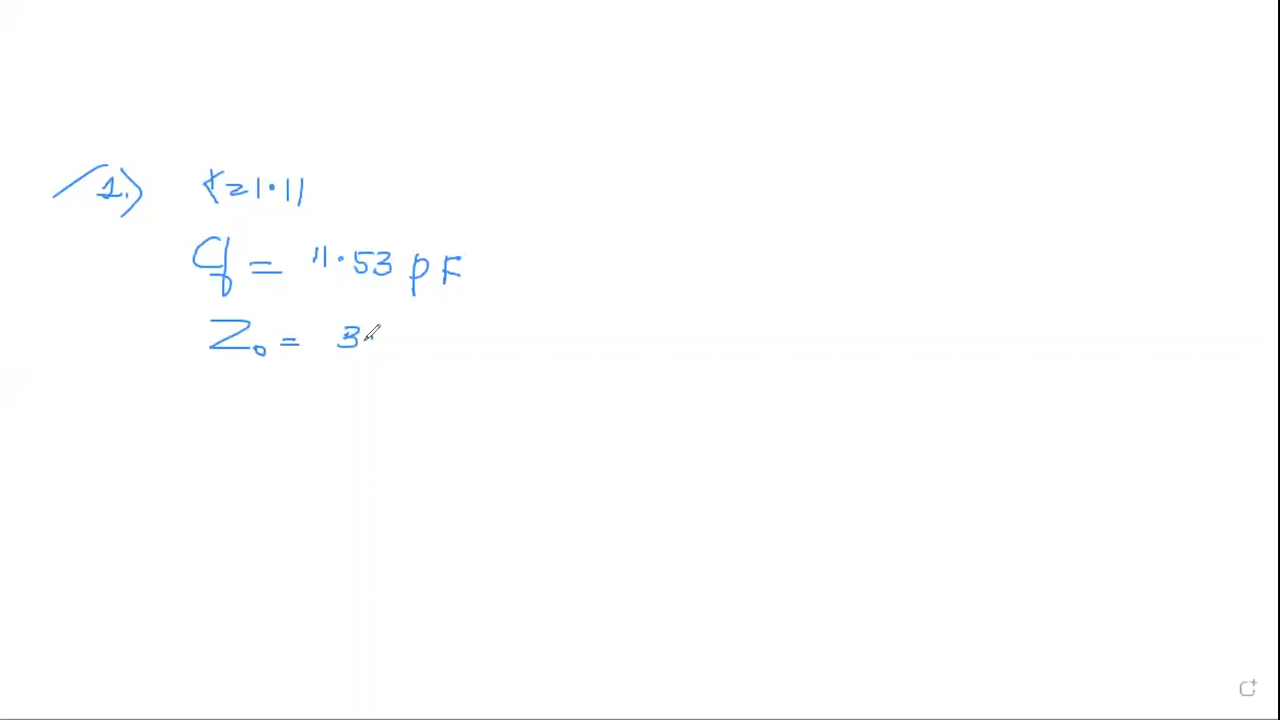 1.) k=1.11
Cf = 11.53 pF
Z₀ = 3